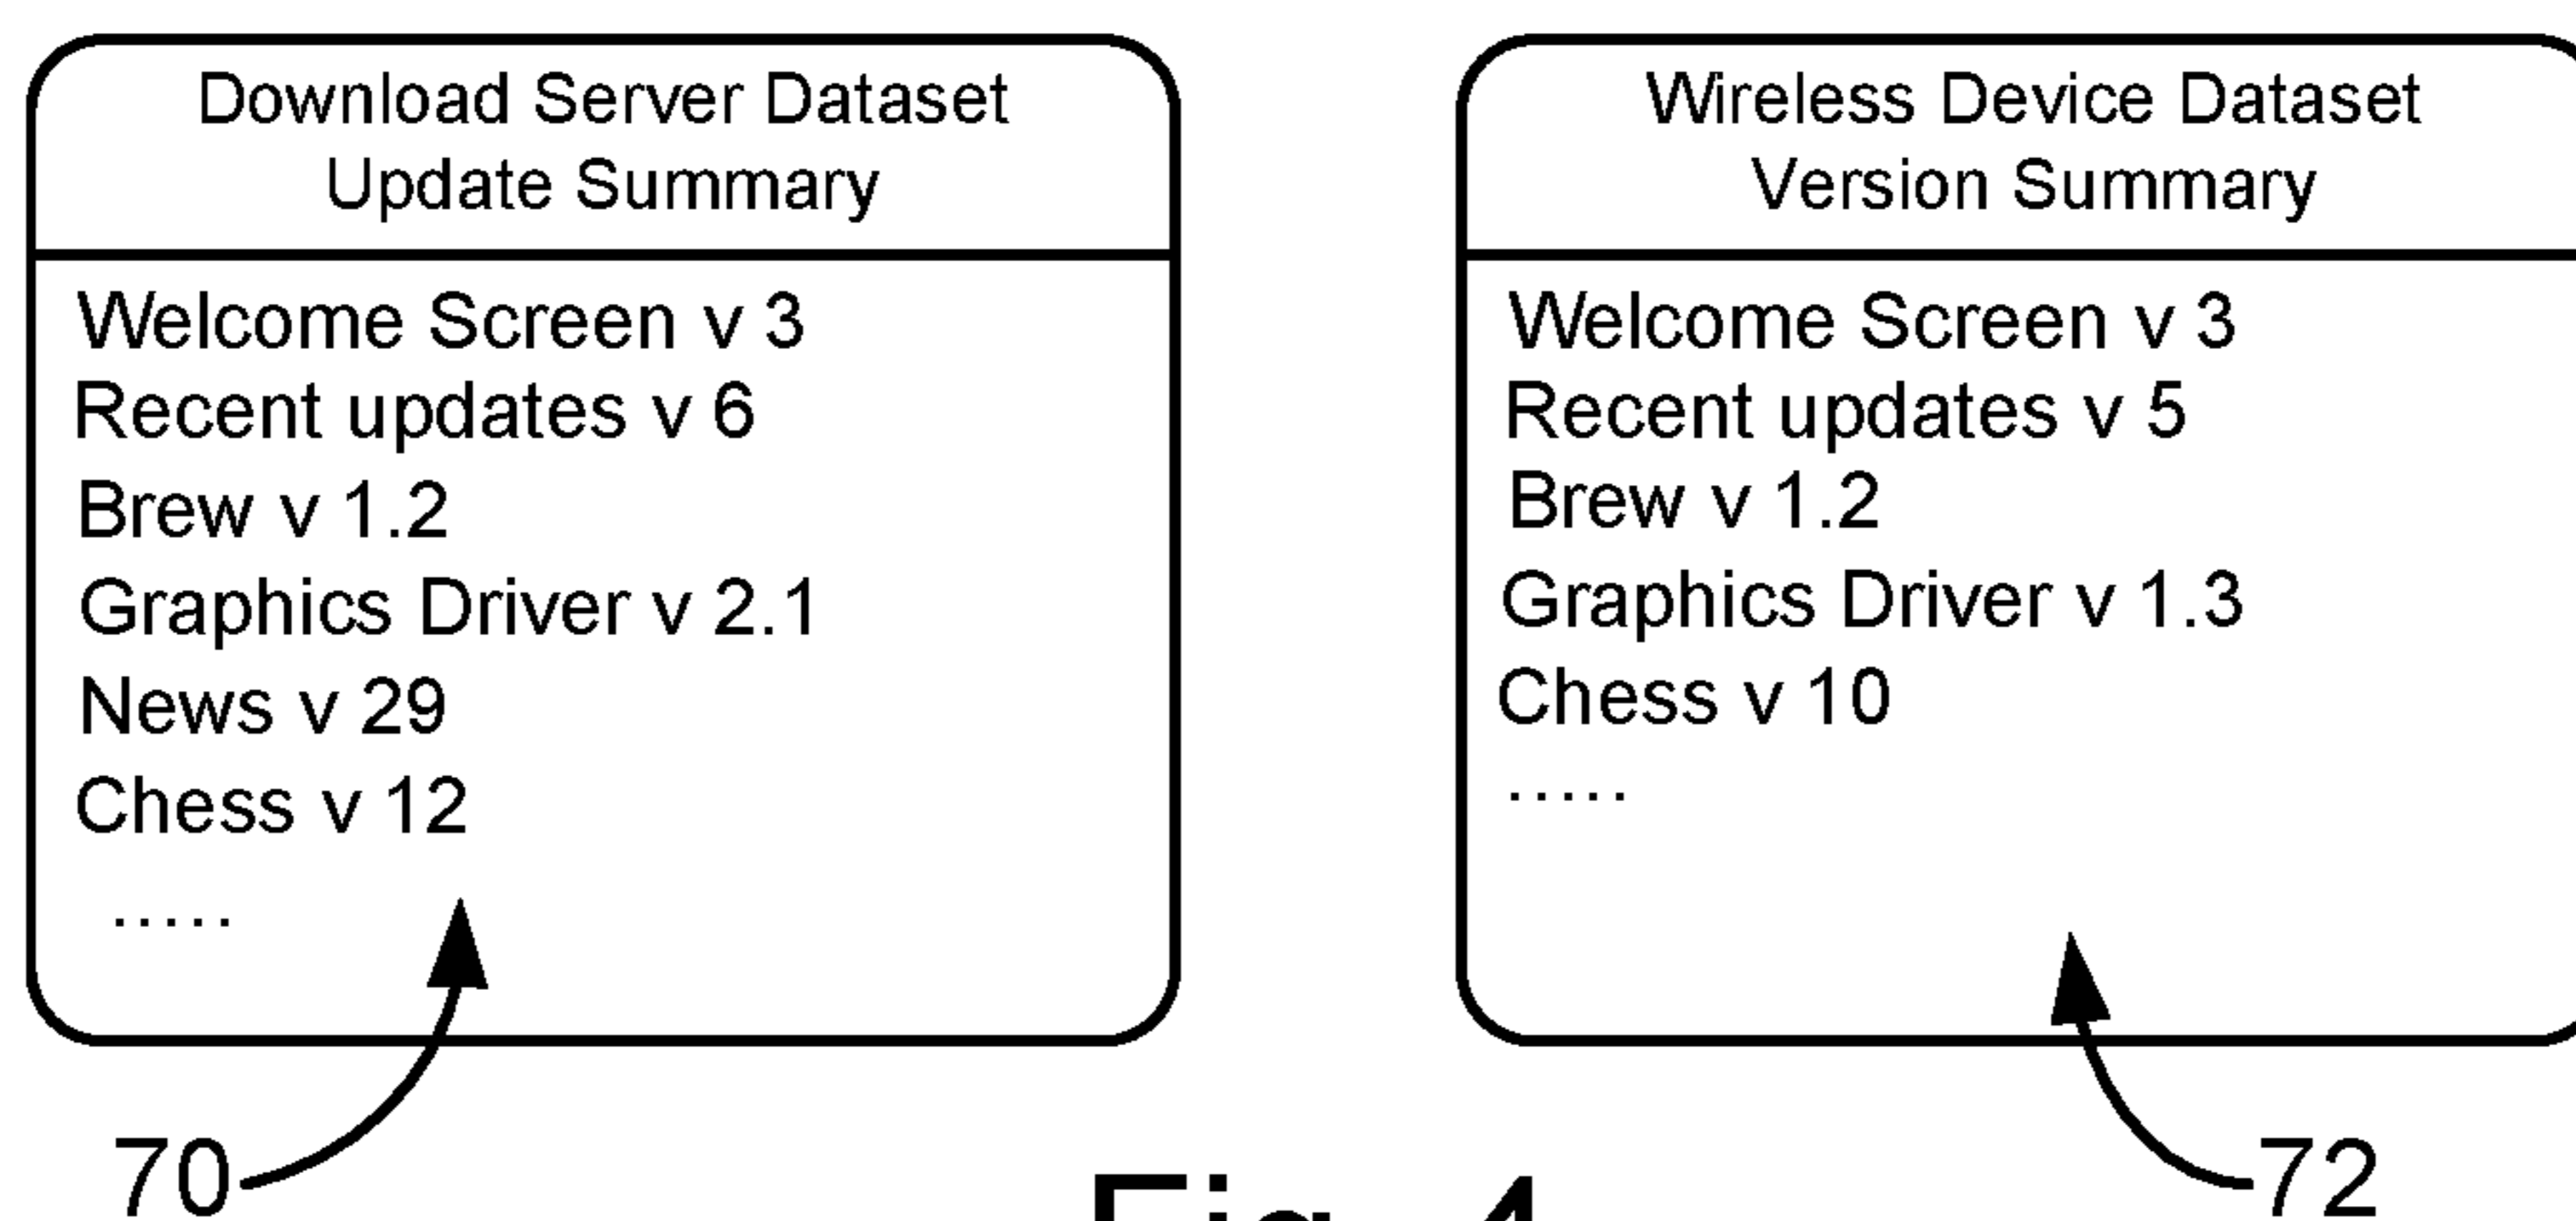 Download Server Dataset
Update Summary
Welcome Screen v 3
Recent updates v 6
Brew v 1.2
Graphics Driver v 2.1
News v 29
Chess v 12
.....
70
Wireless Device Dataset
Version Summary
Welcome Screen v 3
Recent updates v 5
Brew v 1.2
Graphics Driver v 1.3
Chess v 10
.....
72
Fig. 4